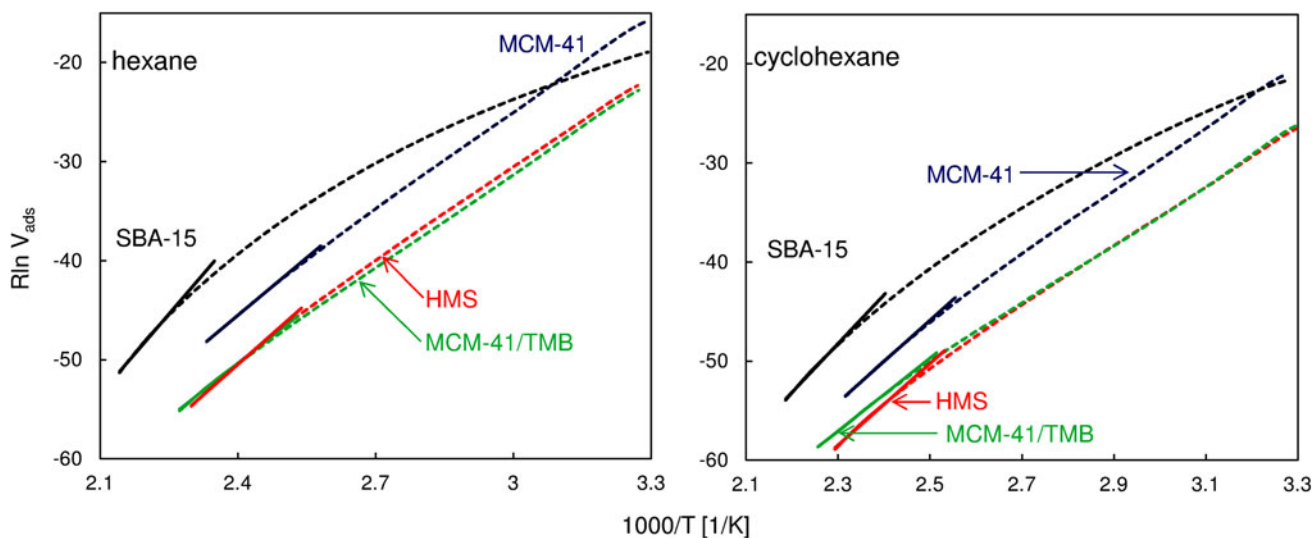 hexane
MCM-41
SBA-15
HMS
MCM-41/TMB
-20
-30
-40
-50
-60
2.1
2.4
2.7
3
3.3
Rln Vads
cyclohexane
MCM-41
SBA-15
HMS
MCM-41/TMB
-20
-30
-40
-50
-60
2.1
2.3
2.5
2.7
2.9
3.1
3.3
1000/T [1/K]